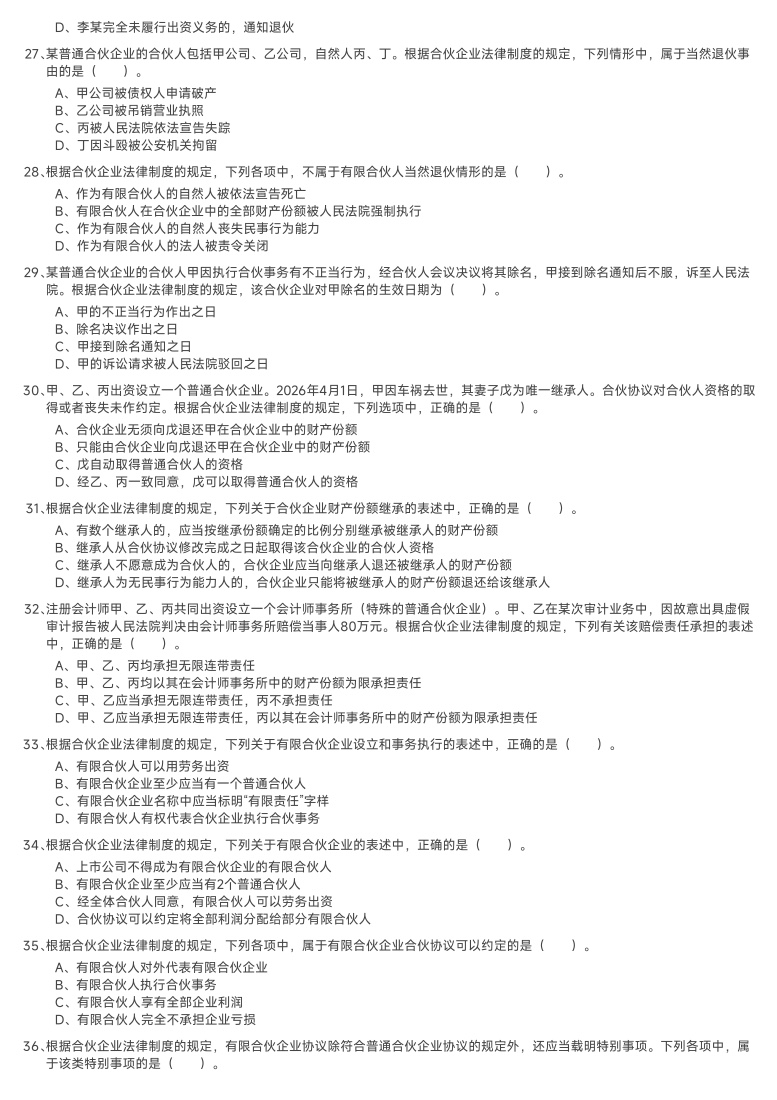 D、李某完全未履行出资义务的，通知退伙
27、某普通合伙企业的合伙人包括甲公司、乙公司，自然人丙、丁。根据合伙企业法律制度的规定，下列情形中，属于当然退伙事
由的是（　　）。
A、甲公司被债权人申请破产
B、乙公司被吊销营业执照
C、丙被人民法院依法宣告失踪
D、丁因斗殴被公安机关拘留
28、根据合伙企业法律制度的规定，下列各项中，不属于有限合伙人当然退伙情形的是（　　）。
A、作为有限合伙人的自然人被依法宣告死亡
B、有限合伙人在合伙企业中的全部财产份额被人民法院强制执行
C、作为有限合伙人的自然人丧失民事行为能力
D、作为有限合伙人的法人被责令关闭
29、某普通合伙企业的合伙人甲因执行合伙事务有不正当行为，经合伙人会议决议将其除名，甲接到除名通知后不服，诉至人民法
院。根据合伙企业法律制度的规定，该合伙企业对甲除名的生效日期为（　　）。
A、甲的不正当行为作出之日
B、除名决议作出之日
C、甲接到除名通知之日
D、甲的诉讼请求被人民法院驳回之日
30、甲、乙、丙出资设立一个普通合伙企业。2026年4月1日，甲因车祸去世，其妻子戊为唯一继承人。合伙协议对合伙人资格的取
得或者丧失未作约定。根据合伙企业法律制度的规定，下列选项中，正确的是（　　）。
A、合伙企业无须向戊退还甲在合伙企业中的财产份额
B、只能由合伙企业向戊退还甲在合伙企业中的财产份额
C、戊自动取得普通合伙人的资格
D、经乙、丙一致同意，戊可以取得普通合伙人的资格
31、根据合伙企业法律制度的规定，下列关于合伙企业财产份额继承的表述中，正确的是（　　）。
A、有数个继承人的，应当按继承份额确定的比例分别继承被继承人的财产份额
B、继承人从合伙协议修改完成之日起取得该合伙企业的合伙人资格
C、继承人不愿意成为合伙人的，合伙企业应当向继承人退还被继承人的财产份额
D、继承人为无民事行为能力人的，合伙企业只能将被继承人的财产份额退还给该继承人
32、注册会计师甲、乙、丙共同出资设立一个会计师事务所（特殊的普通合伙企业）。甲、乙在某次审计业务中，因故意出具虚假
审计报告被人民法院判决由会计师事务所赔偿当事人80万元。根据合伙企业法律制度的规定，下列有关该赔偿责任承担的表述
中，正确的是（　　）。
A、甲、乙、丙均承担无限连带责任
B、甲、乙、丙均以其在会计师事务所中的财产份额为限承担责任
C、甲、乙应当承担无限连带责任，丙不承担责任
D、甲、乙应当承担无限连带责任，丙以其在会计师事务所中的财产份额为限承担责任
33、根据合伙企业法律制度的规定，下列关于有限合伙企业设立和事务执行的表述中，正确的是（　　）。
A、有限合伙人可以用劳务出资
B、有限合伙企业至少应当有一个普通合伙人
C、有限合伙企业名称中应当标明“有限责任”字样
D、有限合伙人有权代表合伙企业执行合伙事务
34、根据合伙企业法律制度的规定，下列关于有限合伙企业的表述中，正确的是（　　）。
A、上市公司不得成为有限合伙企业的有限合伙人
B、有限合伙企业至少应当有2个普通合伙人
C、经全体合伙人同意，有限合伙人可以劳务出资
D、合伙协议可以约定将全部利润分配给部分有限合伙人
35、根据合伙企业法律制度的规定，下列各项中，属于有限合伙企业合伙协议可以约定的是（　　）。
A、有限合伙人对外代表有限合伙企业
B、有限合伙人执行合伙事务
C、有限合伙人享有全部企业利润
D、有限合伙人完全不承担企业亏损
36、根据合伙企业法律制度的规定，有限合伙企业协议除符合普通合伙企业协议的规定外，还应当载明特别事项。下列各项中，属
于该类特别事项的是（　　）。